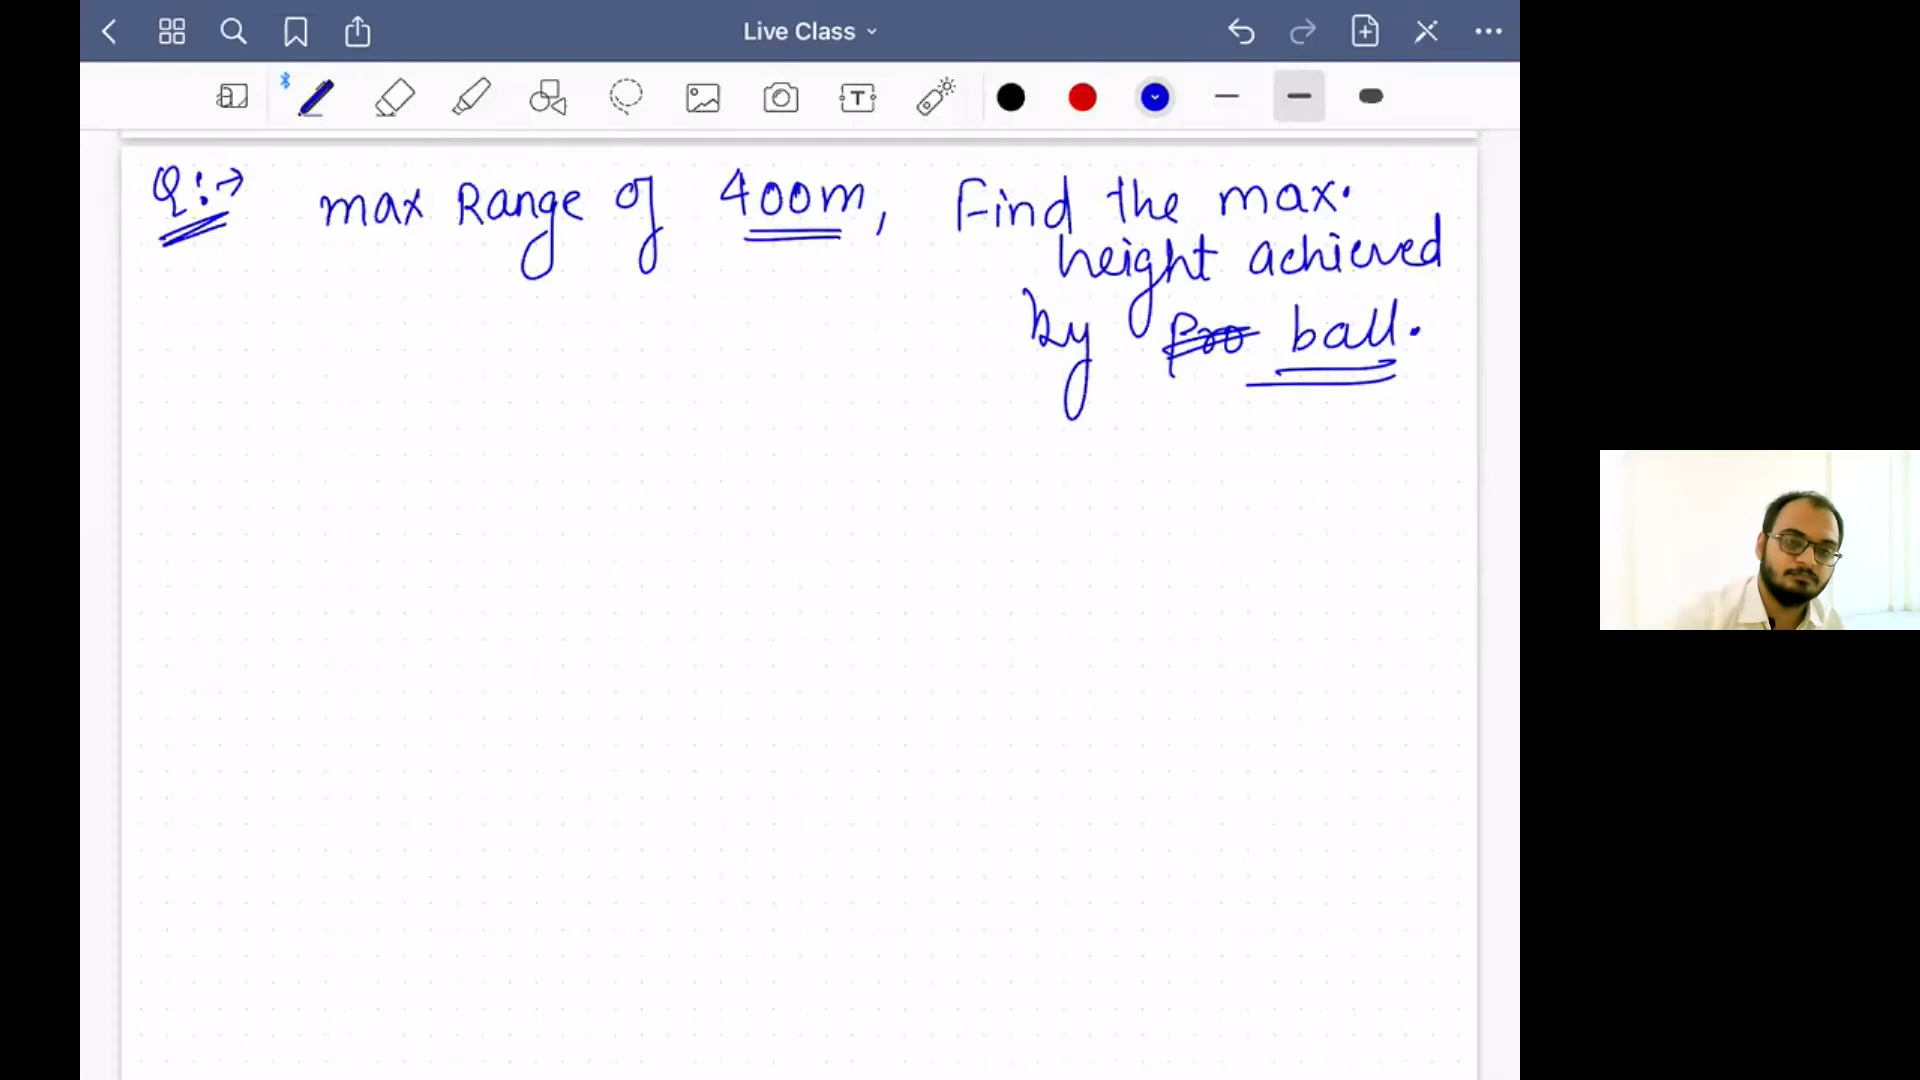 Live Class
Q:→ max Range of 400m, Find the max.
height achieved
by ball.